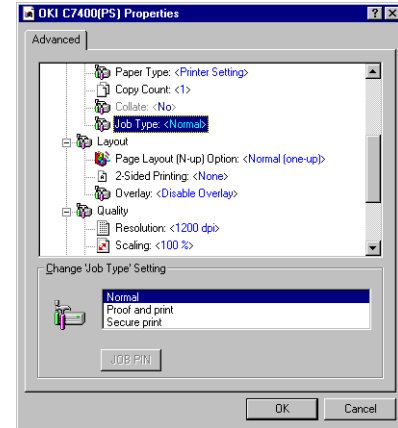 OKI C7400(PS) Properties
Advanced
Paper Type: <Printer Setting>
Copy Count: <1>
Collate: <No>
Job Type: <Normal>
Layout
Page Layout (N-up) Option: <Normal (one-up)>
2-Sided Printing: <None>
Overlay: <Disable Overlay>
Quality
Resolution: <1200 dpi>
Scaling: <100 %>
Change 'Job Type' Setting
Normal
Proof and print
Secure print
JOB PIN
OK Cancel